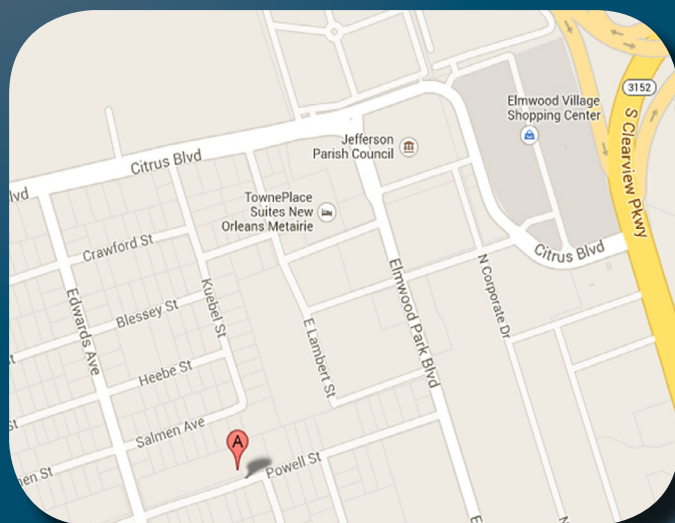 3152
Elmwood Village
Shopping Center
S Clearview Pkwy
Jefferson
Parish Council
Citrus Blvd
lvd
TownePlace
Suites New
Orleans Metairie
Crawford St
Citrus Blvd
Elmwood Park Blvd
N Corporate Dr
Kuebel St
Edwards Ave
Blessey St
E Lambert St
Heebe St
St
Salmen Ave
A
Powell St
men St
E
N